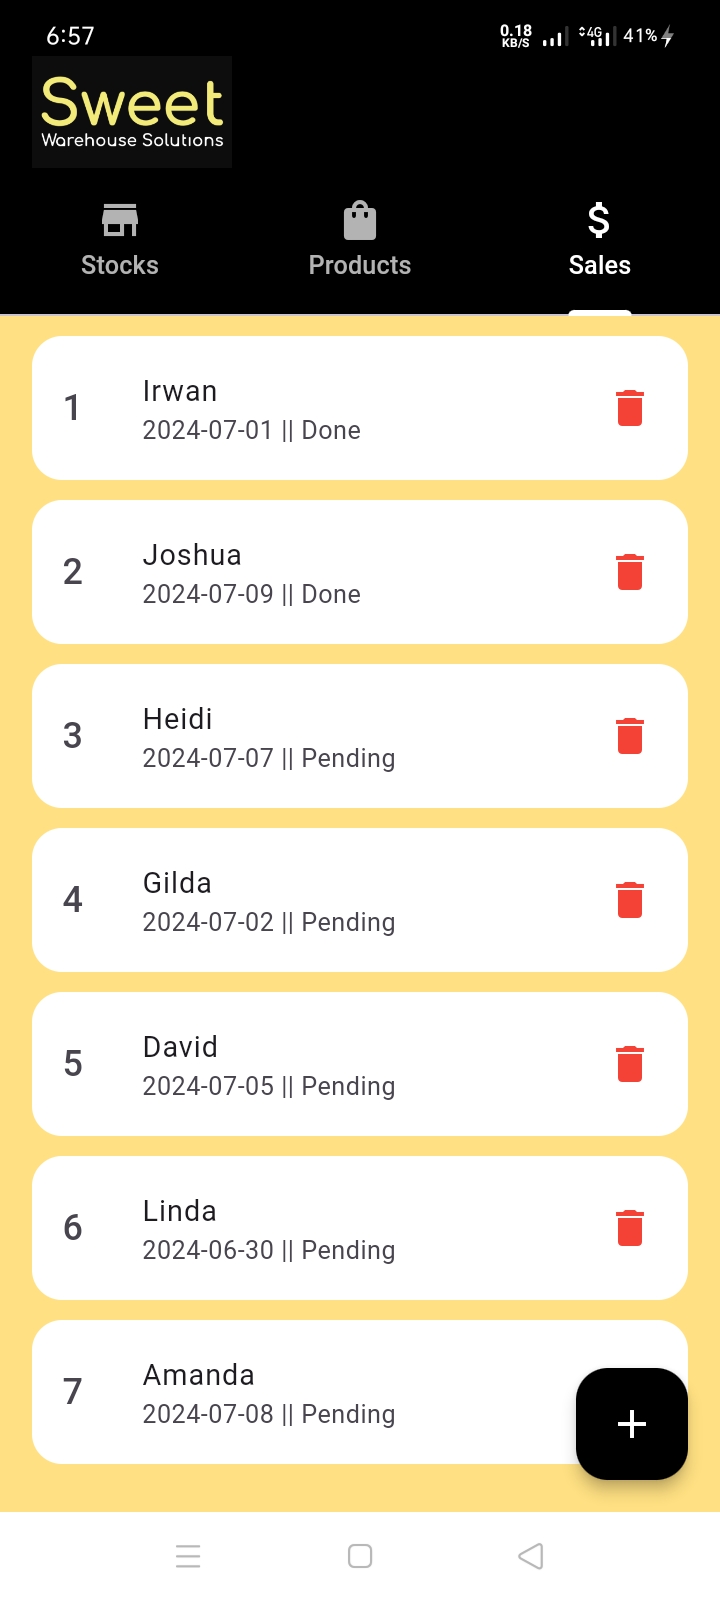 6:57
0.18
KB/S
4G
41%
Sweet
Warehouse Solutions
Stocks
Products
Sales
1
Irwan
2024-07-01 || Done
2
Joshua
2024-07-09 || Done
3
Heidi
2024-07-07 || Pending
4
Gilda
2024-07-02 || Pending
5
David
2024-07-05 || Pending
6
Linda
2024-06-30 || Pending
7
Amanda
2024-07-08 || Pending